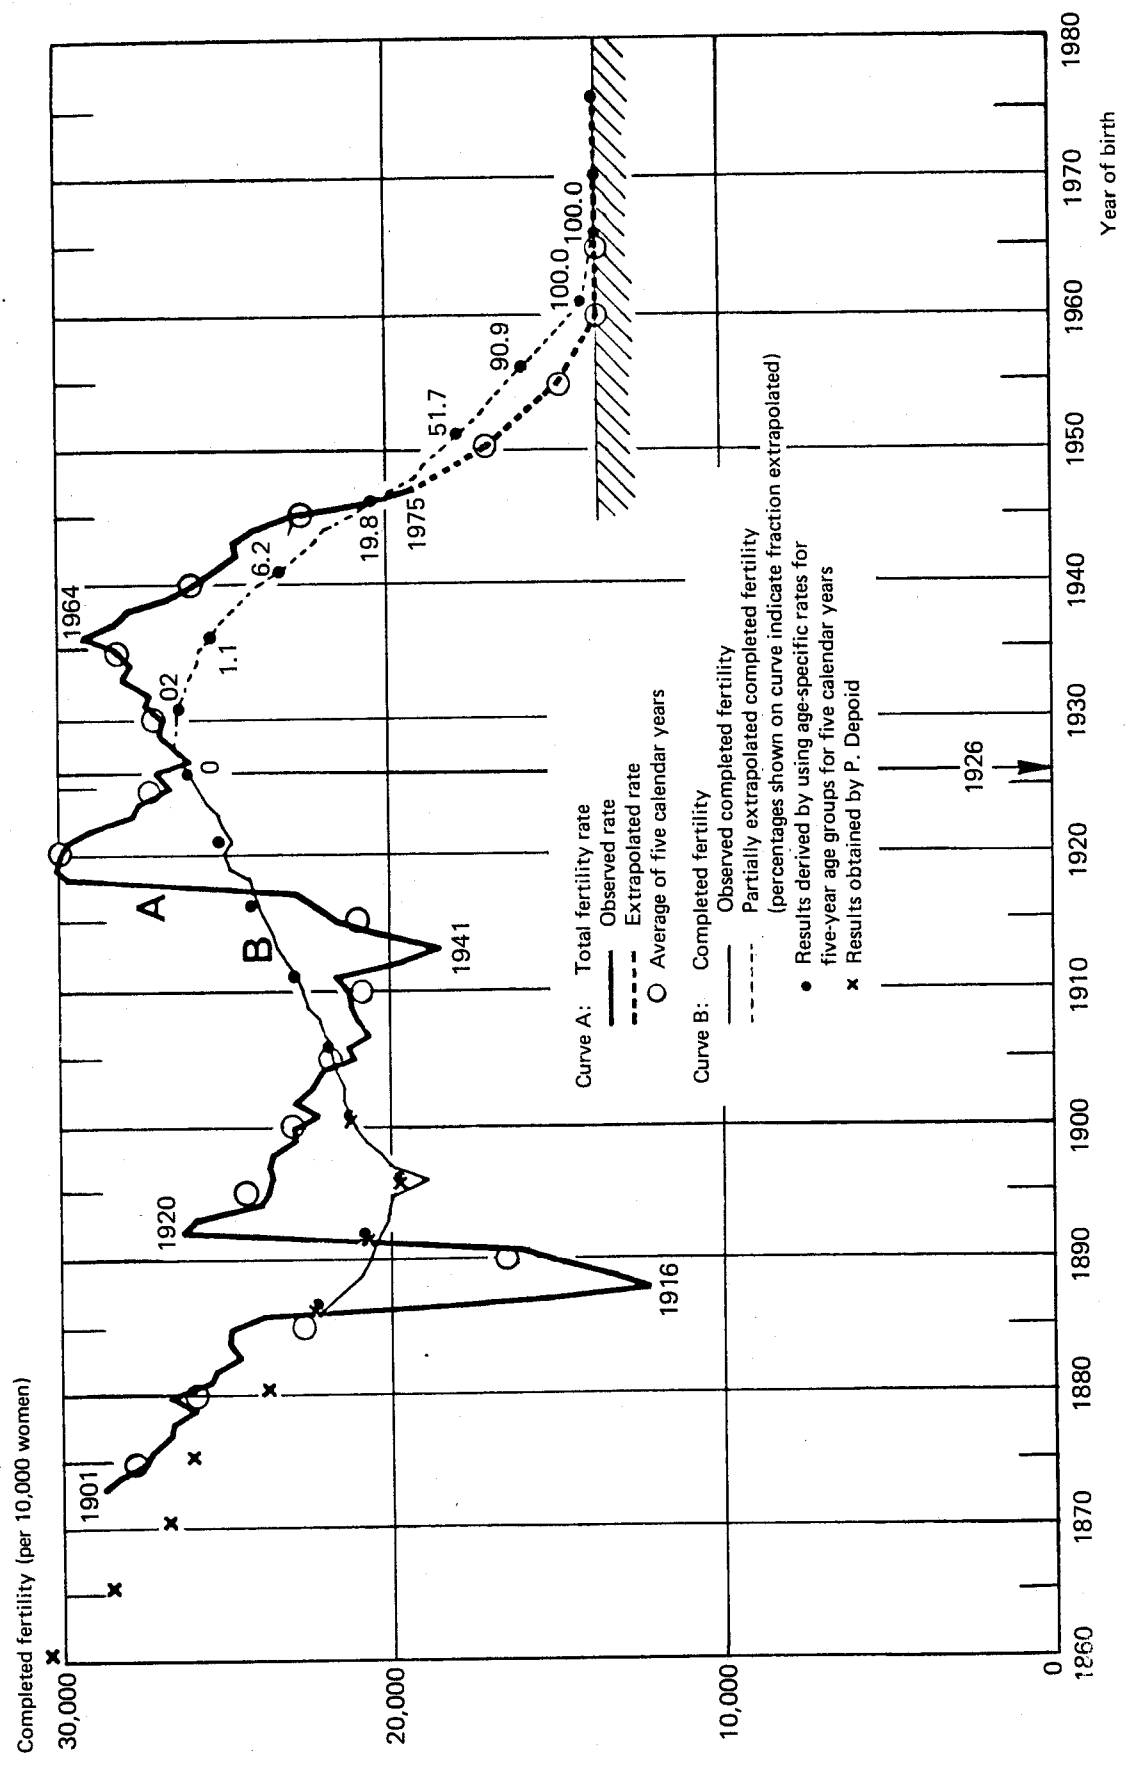 Completed fertility (per 10,000 women)
30,000
20,000
10,000
0
1901
1916
1920
1941
1964
1975
A
B
0
02
1.1
6.2
19.8
51.7
90.9
100.0
100.0
Curve A: Total fertility rate
Observed rate
Extrapolated rate
Average of five calendar years
Curve B: Completed fertility
Observed completed fertility
Partially extrapolated completed fertility
(percentages shown on curve indicate fraction extrapolated)
Results derived by using age-specific rates for
five-year age groups for five calendar years
Results obtained by P. Depoid
1926
1860
1870
1880
1890
1900
1910
1920
1930
1940
1950
1960
1970
1980
Year of birth